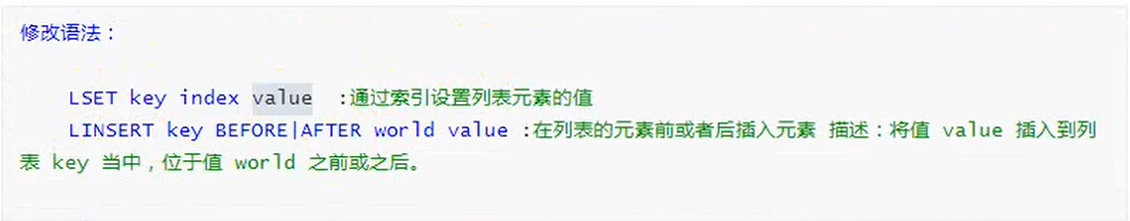 修改语法：
LSET key index value :通过索引设置列表元素的值
LINSERT key BEFORE|AFTER world value :在列表的元素前或者后插入元素 描述：将值 value 插入到列
表 key 当中，位于值 world 之前或之后。